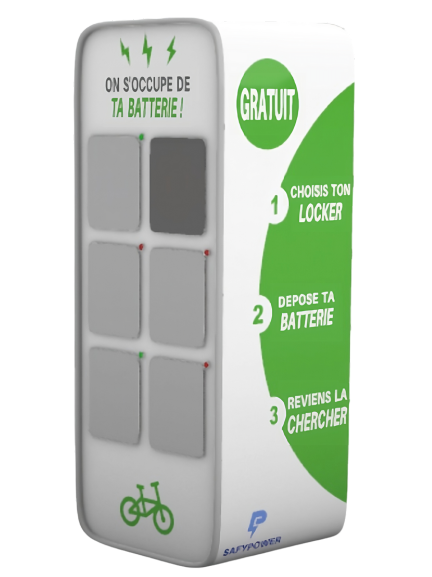 ON S'OCCUPE DE
TA BATTERIE !
GRATUIT
1 CHOISIS TON
LOCKER
2 DEPOSE TA
BATTERIE
3 REVIENS LA
CHERCHER
SAFYPOWER